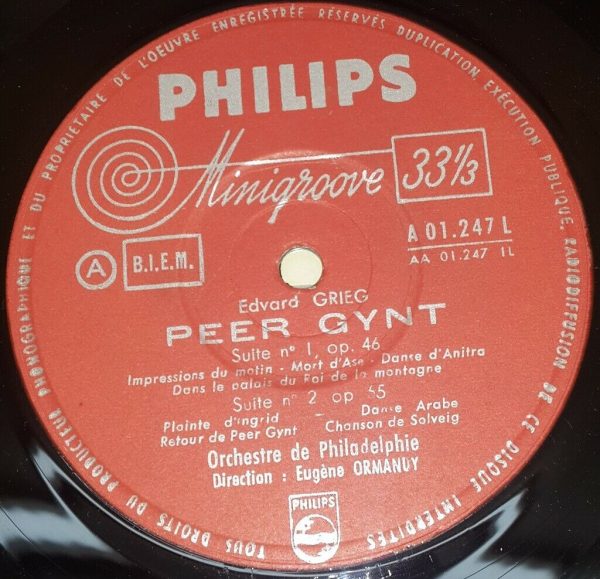 TOUS DROITS DU PRODUCTEUR PHONOGRAPHIQUE ET DU PROPRIETAIRE DE L'OEUVRE ENREGISTRÉE RÉSERVÉS DUPLICATION, EXÉCUTION PUBLIQUE, RADIODIFFUSION DE CE DISQUE INTERDITES
PHILIPS
Minigroove 33 1/3
A 01.247 L
AA 01.247 1L
A B.I.E.M.
Edvard GRIEG
PEER GYNT
Suite n° 1, op. 46
Impressions du matin - Mort d'Ase - Danse d'Anitra
Dans le palais du Roi de la montagne
Suite n° 2 op 55
Plainte d'Ingrid - Danse Arabe
Retour de Peer Gynt Chanson de Solveig
Orchestre de Philadelphie
Direction : Eugène ORMANDY
PHILIPS